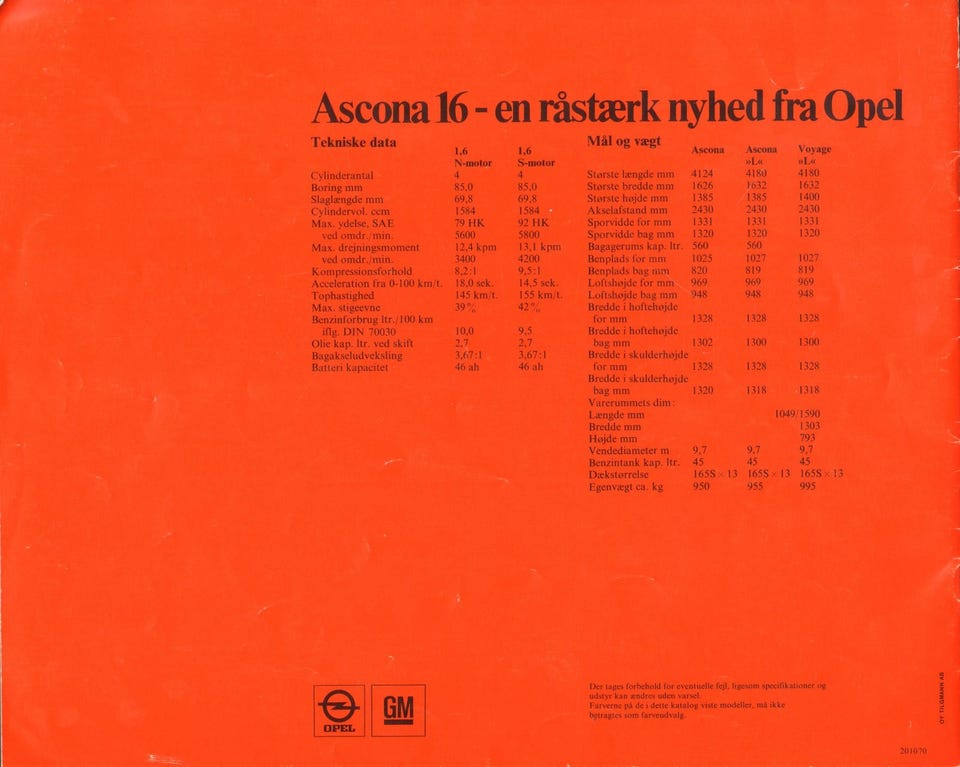 Ascona 16 - en råstærk nyhed fra Opel
Tekniske data
1,6 1,6
N-motor S-motor
Cylinderantal 4 4
Boring mm 85,0 85,0
Slaglængde mm 69,8 69,8
Cylindervol. ccm 1584 1584
Max. ydelse, SAE 79 HK 92 HK
ved omdr./min. 5600 5800
Max. drejningsmoment 12,4 kpm 13,1 kpm
ved omdr./min. 3400 4200
Kompressionsforhold 8,2:1 9,5:1
Acceleration fra 0-100 km/t. 18,0 sek. 14,5 sek.
Tophastighed 145 km/t. 155 km/t.
Max. stigeevne 39% 42%
Benzinforbrug ltr./100 km
iflg. DIN 70030 10,0 9,5
Olie kap. ltr. ved skift 2,7 2,7
Bagakseludveksling 3,67:1 3,67:1
Batteri kapacitet 46 ah 46 ah
Mål og vægt
Ascona Ascona Voyage
»L« »L«
Største længde mm 4124 4180 4180
Største bredde mm 1626 1632 1632
Største højde mm 1385 1385 1400
Akselafstand mm 2430 2430 2430
Sporvidde for mm 1331 1331 1331
Sporvidde bag mm 1320 1320 1320
Bagagerums kap. ltr. 560 560
Benplads for mm 1025 1027 1027
Benplads bag mm 820 819 819
Loftshøjde for mm 969 969 969
Loftshøjde bag mm 948 948 948
Bredde i hoftehøjde
for mm 1328 1328 1328
Bredde i hoftehøjde
bag mm 1302 1300 1300
Bredde i skulderhøjde
for mm 1328 1328 1328
Bredde i skulderhøjde
bag mm 1320 1318 1318
Varerummets dim:
Længde mm 1049/1590
Bredde mm 1303
Højde mm 793
Vendediameter m 9,7 9,7 9,7
Benzintank kap. ltr. 45 45 45
Dækstørrelse 165S × 13 165S × 13 165S × 13
Egenvægt ca. kg 950 955 995
OPEL
GM
Der tages forbehold for eventuelle fejl, ligesom specifikationer og
udstyr kan ændres uden varsel.
Farverne på de i dette katalog viste modeller, må ikke
betragtes som farveudvalg.
OY TILGMANN AB
201070